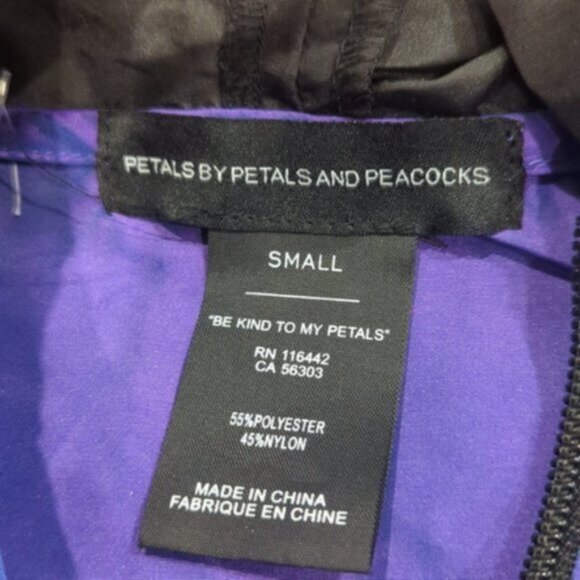 PETALS BY PETALS AND PEACOCKS
SMALL
"BE KIND TO MY PETALS"
RN 116442
CA 56303
55%POLYESTER
45%NYLON
MADE IN CHINA
FABRIQUE EN CHINE